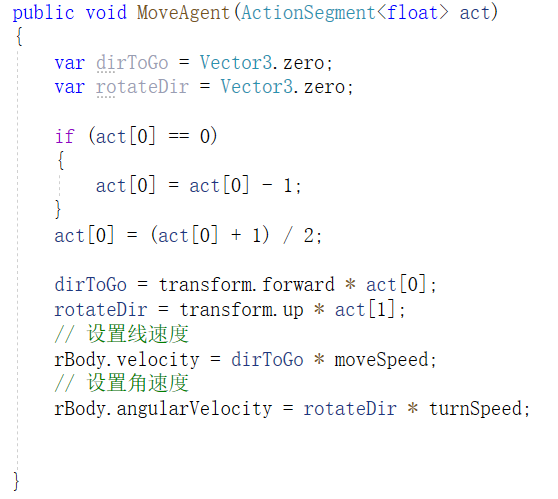 public void MoveAgent(ActionSegment<float> act)
{
var dirToGo = Vector3.zero;
var rotateDir = Vector3.zero;
if (act[0] == 0)
{
act[0] = act[0] - 1;
}
act[0] = (act[0] + 1) / 2;
dirToGo = transform.forward * act[0];
rotateDir = transform.up * act[1];
// 设置线速度
rBody.velocity = dirToGo * moveSpeed;
// 设置角速度
rBody.angularVelocity = rotateDir * turnSpeed;
}